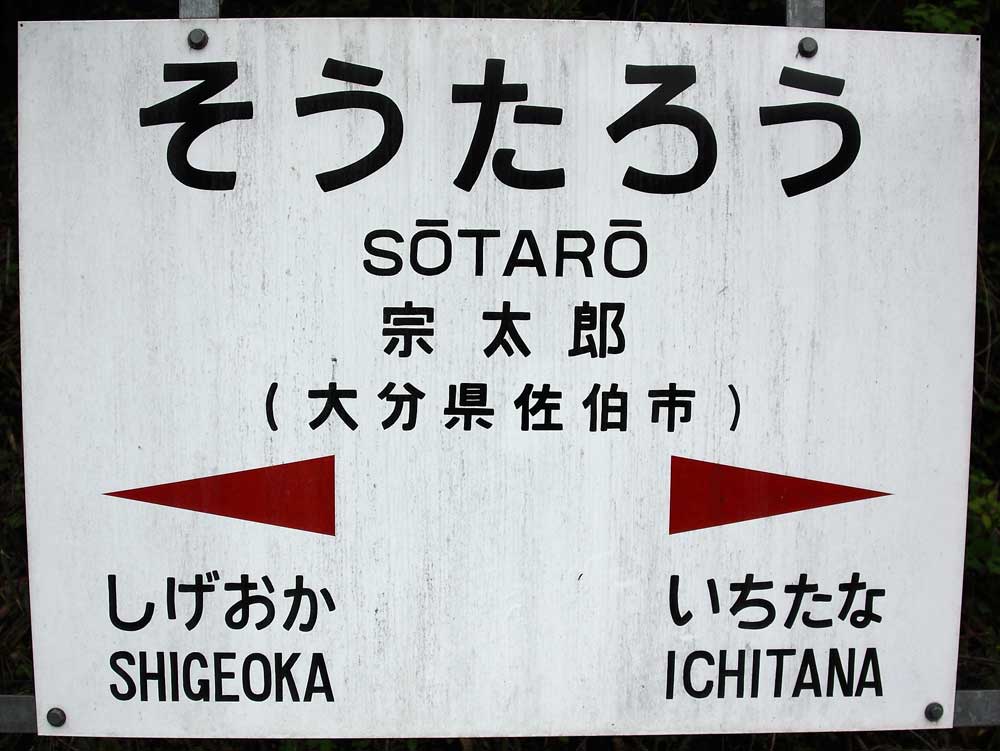 そうたろう
SŌTARŌ
宗太郎
(大分県佐伯市)
しげおか いちたな
SHIGEOKA ICHITANA